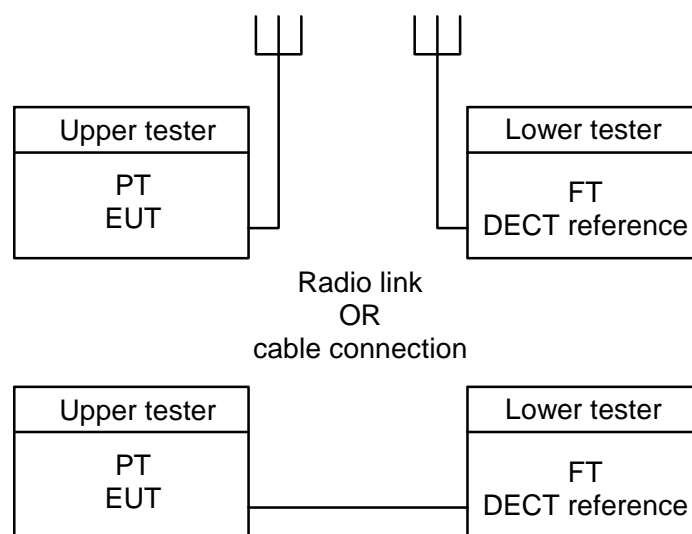 Upper tester
PT
EUT
Lower tester
FT
DECT reference
Radio link
OR
cable connection
Upper tester
PT
EUT
Lower tester
FT
DECT reference